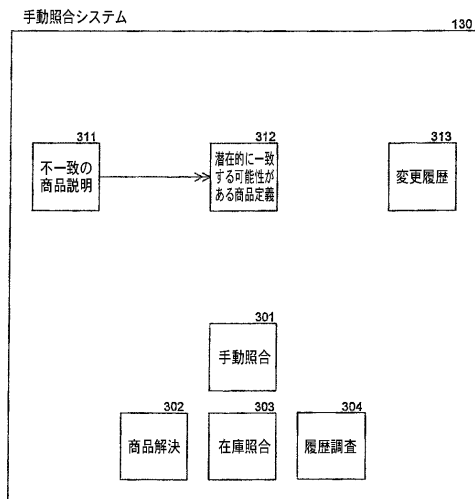 手動照合システム
130
311
不一致の
商品説明
312
潜在的に一致
する可能性が
ある商品定義
313
変更履歴
301
手動照合
302
商品解決
303
在庫照合
304
履歴調査